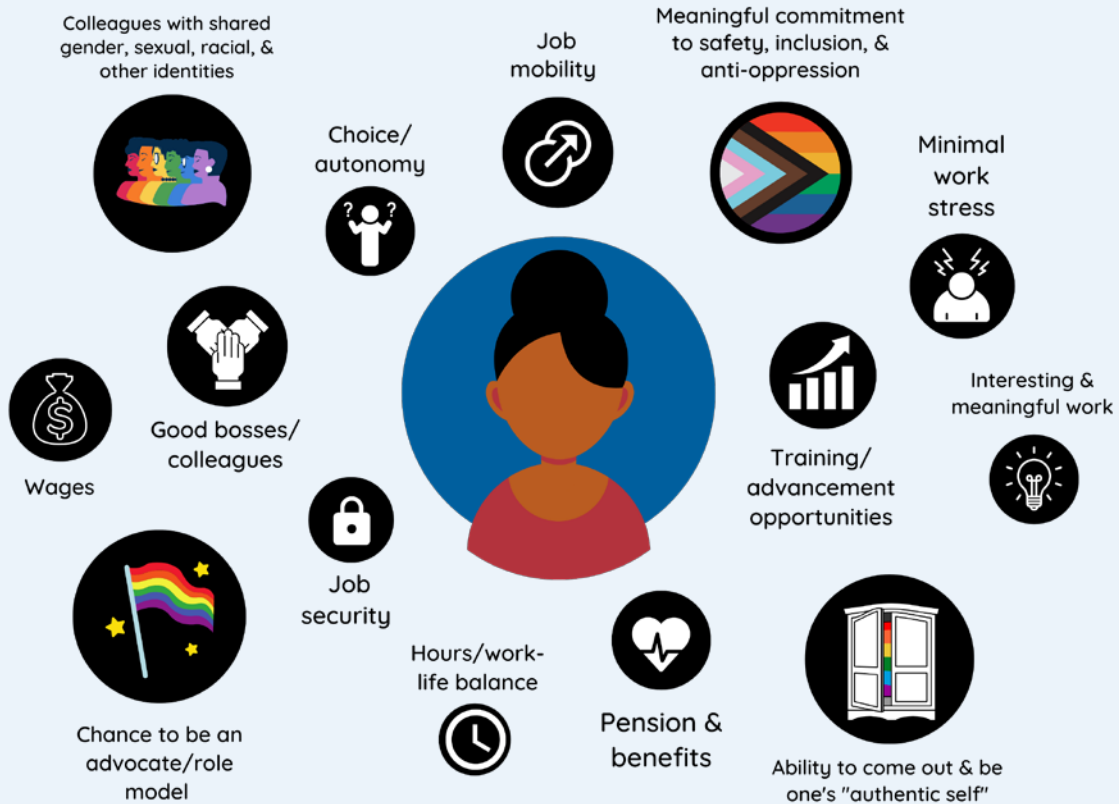 Colleagues with shared
gender, sexual, racial, &
other identities
Job
mobility
Meaningful commitment
to safety, inclusion, &
anti-oppression
Choice/
autonomy
? ?
Minimal
work
stress
$
Wages
Good bosses/
colleagues
Interesting &
meaningful work
Training/
advancement
opportunities
Job
security
Hours/work-
life balance
Pension &
benefits
Chance to be an
advocate/role
model
Ability to come out & be
one's "authentic self"